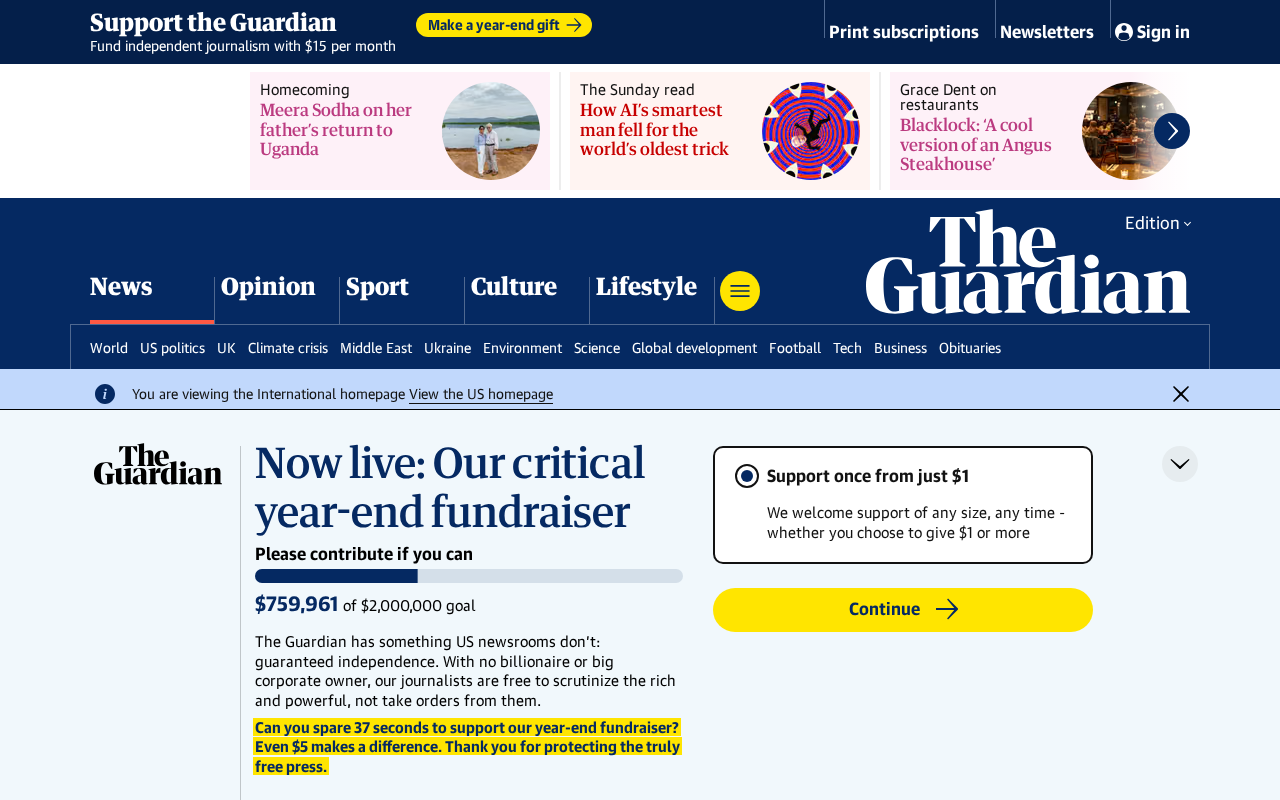 Support the Guardian
Fund independent journalism with $15 per month
Make a year-end gift
Print subscriptions
Newsletters
Sign in
Homecoming
Meera Sodha on her
father's return to
Uganda
The Sunday read
How AI's smartest
man fell for the
world's oldest trick
Grace Dent on
restaurants
Blacklock: ‘A cool
version of an Angus
Steakhouse’
Edition
The
Guardian
News
Opinion
Sport
Culture
Lifestyle
World US politics UK Climate crisis Middle East Ukraine Environment Science Global development Football Tech Business Obituaries
i You are viewing the International homepage View the US homepage
The
Guardian
Now live: Our critical
year-end fundraiser
Please contribute if you can
$759,961 of $2,000,000 goal
The Guardian has something US newsrooms don't:
guaranteed independence. With no billionaire or big
corporate owner, our journalists are free to scrutinize the rich
and powerful, not take orders from them.
Can you spare 37 seconds to support our year-end fundraiser?
Even $5 makes a difference. Thank you for protecting the truly
free press.
Support once from just $1
We welcome support of any size, any time -
whether you choose to give $1 or more
Continue